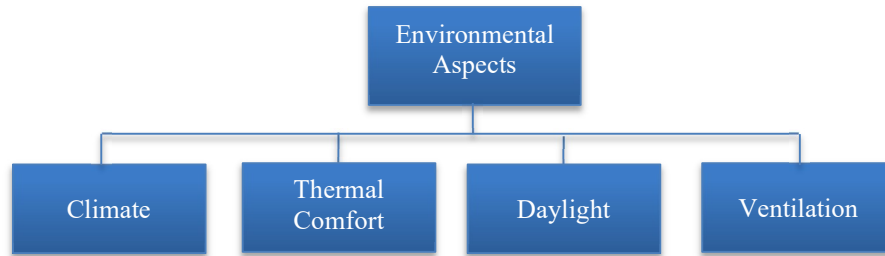 Environmental
Aspects
Climate
Thermal
Comfort
Daylight
Ventilation